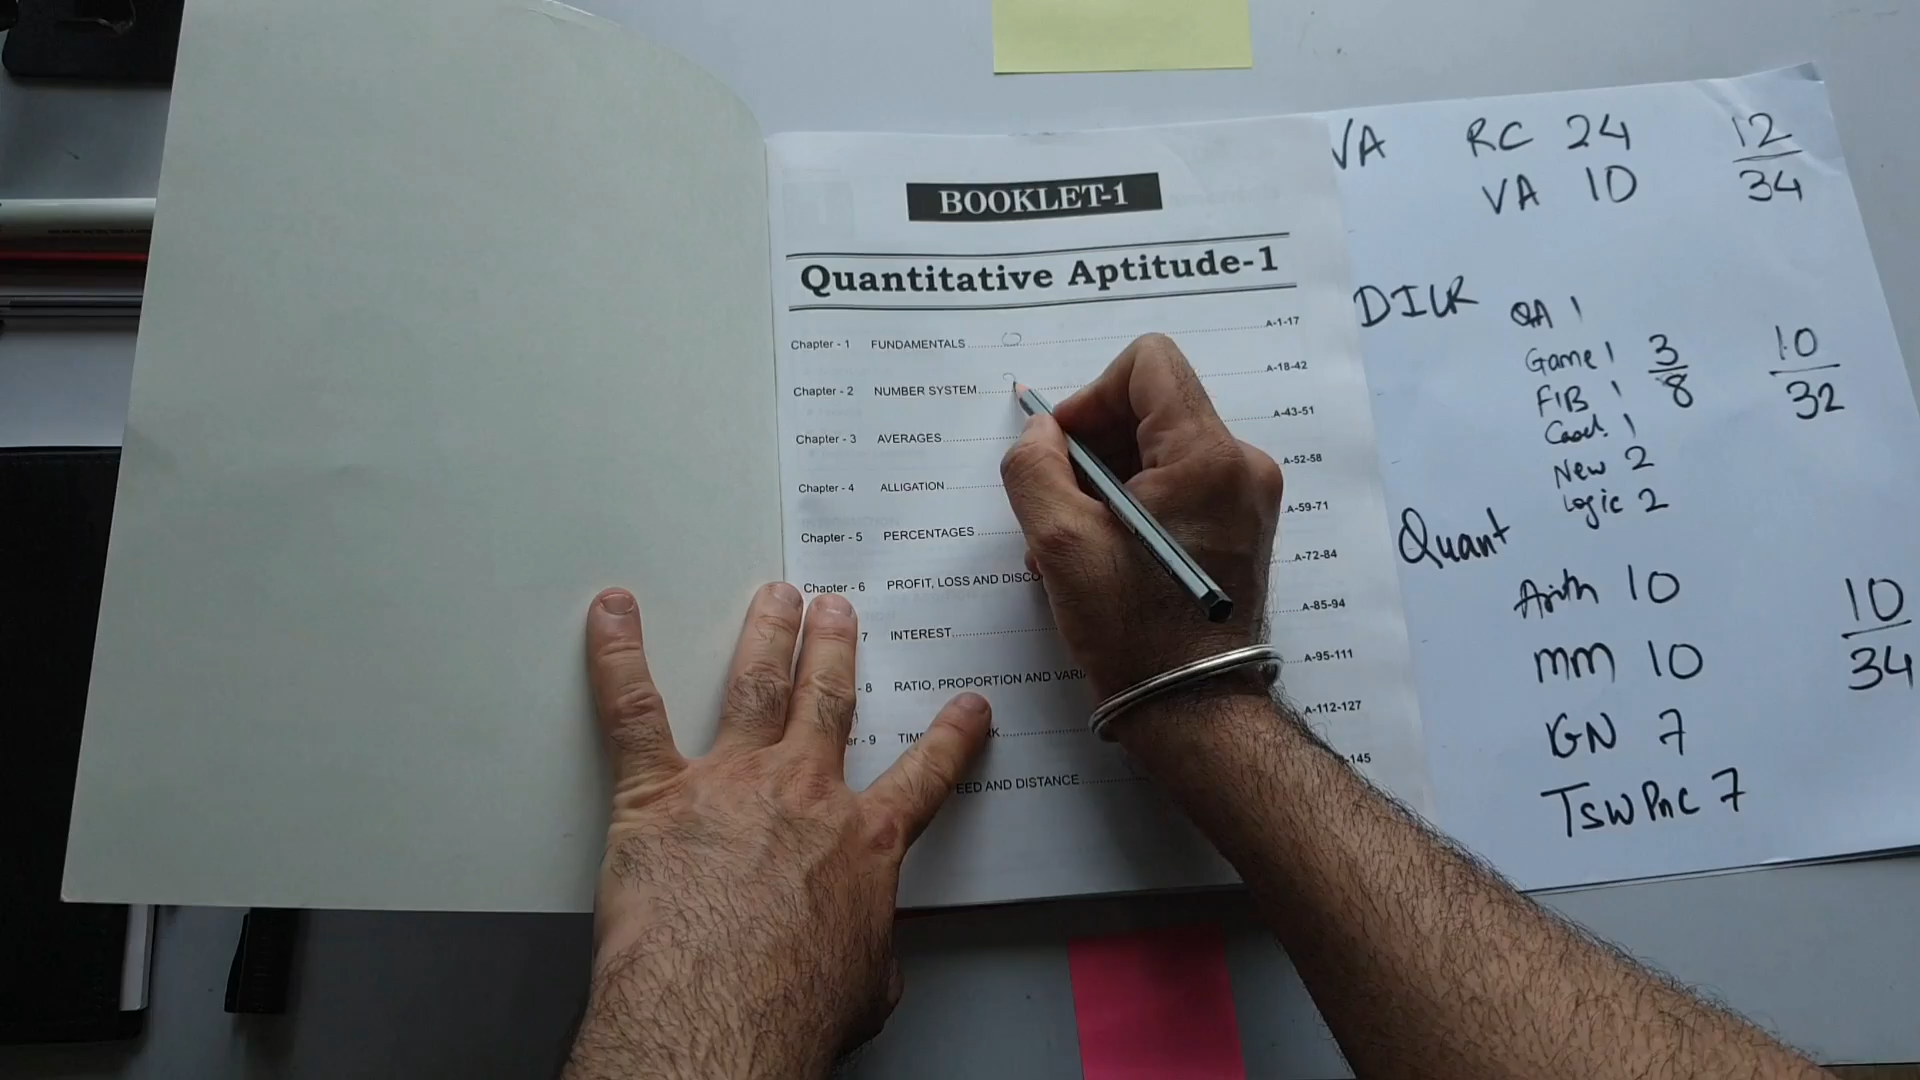 BOOKLET-1
Quantitative Aptitude-1
Chapter - 1 FUNDAMENTALS A-1-17
Chapter - 2 NUMBER SYSTEM A-18-42
Chapter - 3 AVERAGES A-43-51
Chapter - 4 ALLIGATION A-52-58
Chapter - 5 PERCENTAGES A-59-71
Chapter - 6 PROFIT, LOSS AND A-72-84
7 INTEREST A-85-94
- 8 RATIO, PROPORTION AND A-95-111
- 9 A-112-127
AND DISTANCE -145
VA RC 24 12
VA 10 34
DILR QA 1
Game 1 3 10
FIB 1 8 32
1
New 2
Logic 2
Quant
Arith 10 10
MM 10 34
GN 7
TSW PnC 7